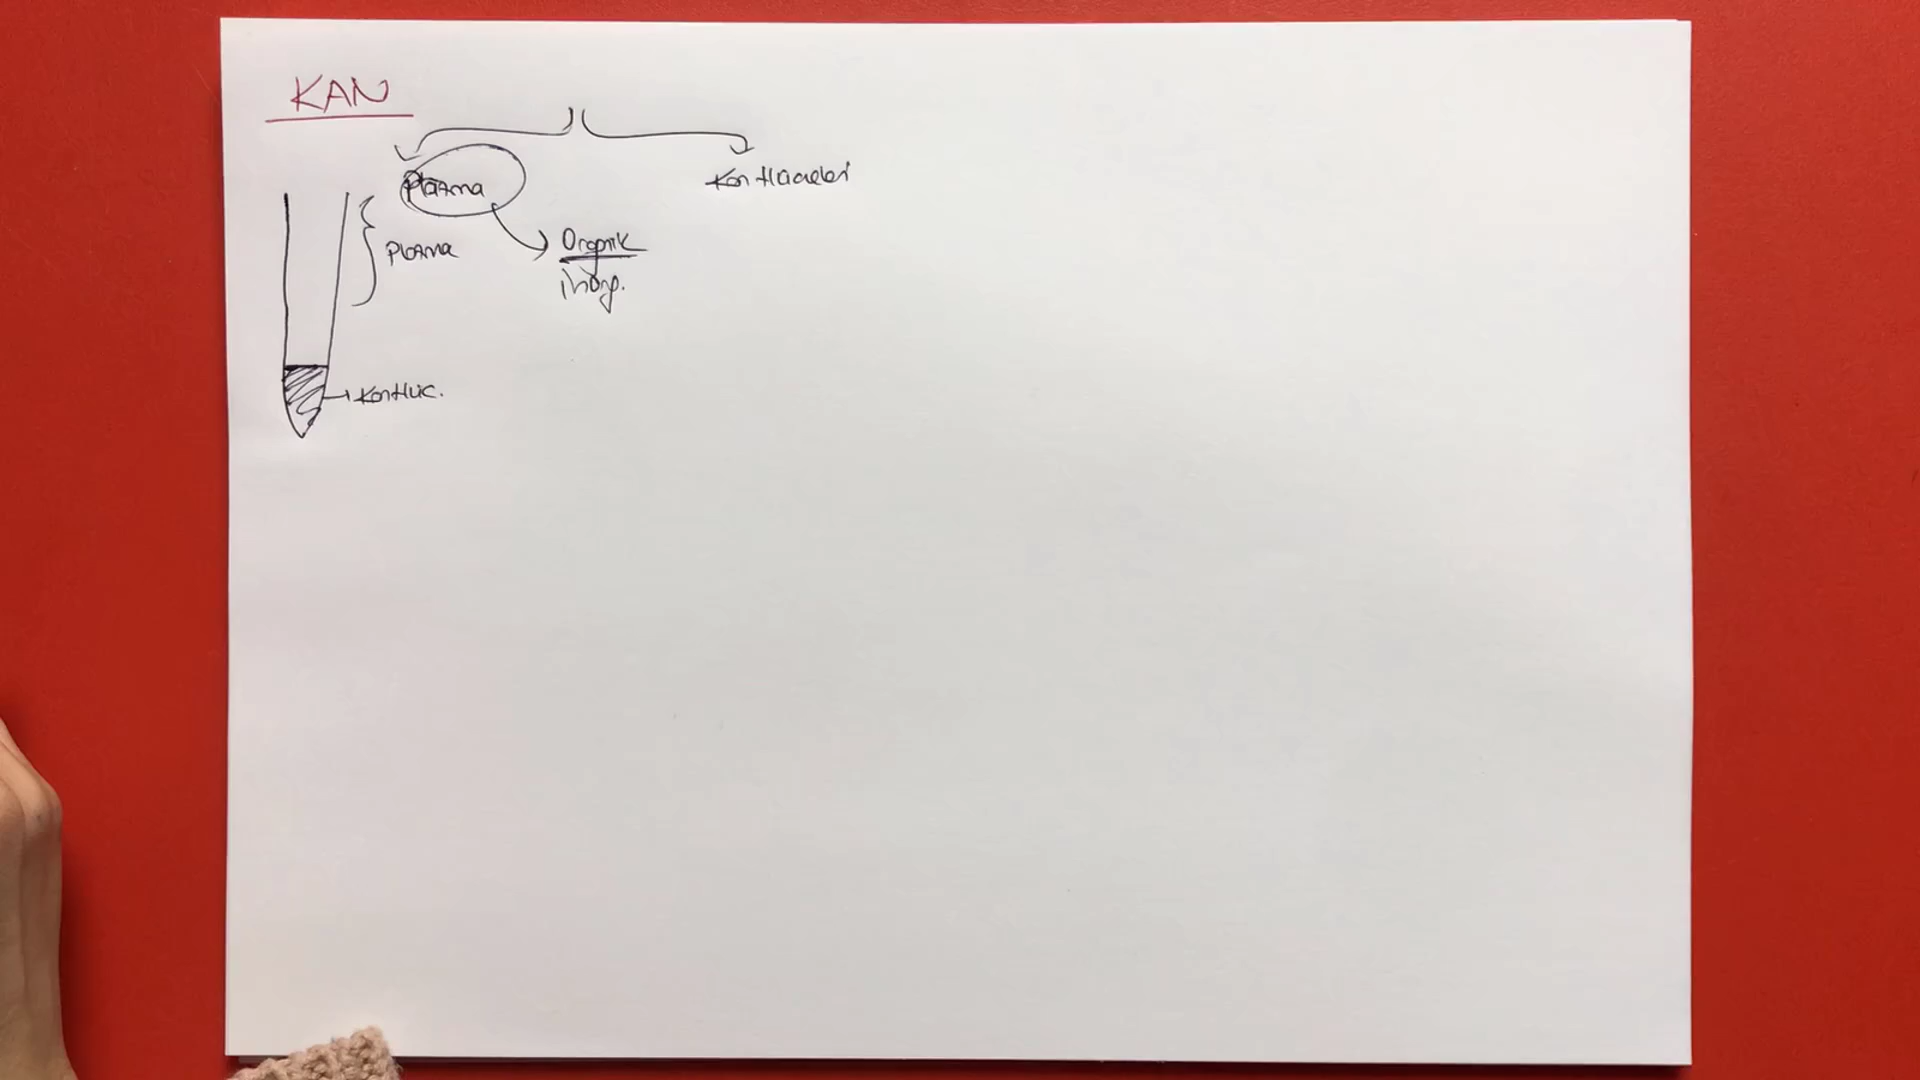 KAN
Plazma
Kan Hücreleri
Plazma
Organik
İnorg.
Kan Hüc.